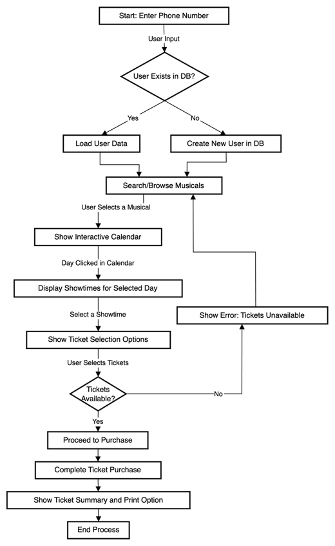 Start: Enter Phone Number
User Input
User Exists in DB?
Yes
No
Load User Data
Create New User in DB
Search/Browse Musicals
User Selects a Musical
Show Interactive Calendar
Day Clicked in Calendar
Display Showtimes for Selected Day
Select a Showtime
Show Error: Tickets Unavailable
Show Ticket Selection Options
User Selects Tickets
Tickets
Available?
No
Yes
Proceed to Purchase
Complete Ticket Purchase
Show Ticket Summary and Print Option
End Process